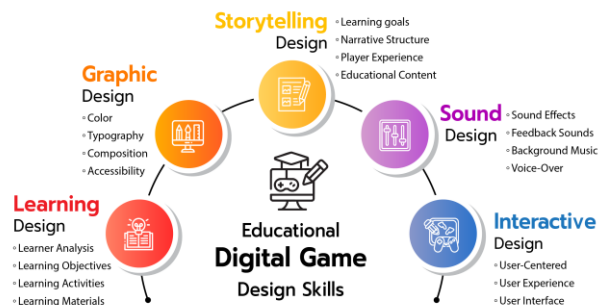 Storytelling
Design
◦Learning goals
◦Narrative Structure
◦Player Experience
◦Educational Content
Graphic
Design
◦Color
◦Typography
◦Composition
◦Accessibility
Sound
Design
◦Sound Effects
◦Feedback Sounds
◦Background Music
◦Voice-Over
Learning
Design
◦Learner Analysis
◦Learning Objectives
◦Learning Activities
◦Learning Materials
Educational
Digital Game
Design Skills
Interactive
Design
◦User-Centered
◦User Experience
◦User Interface